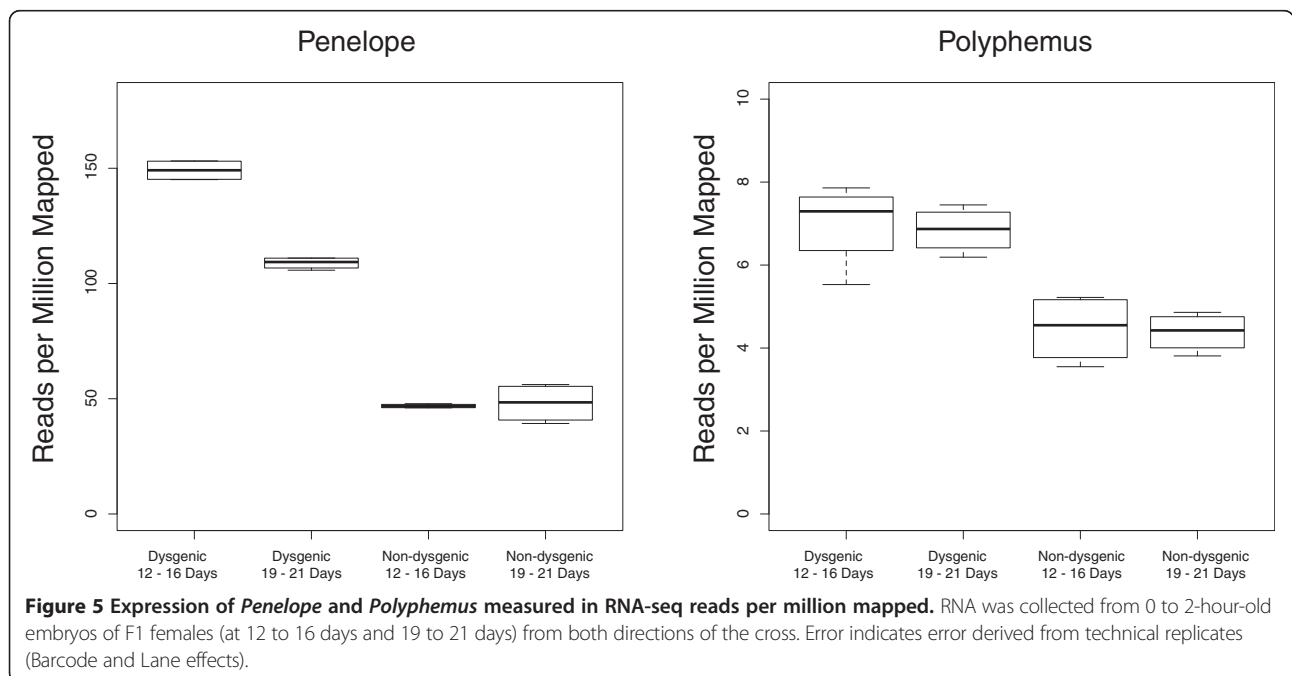 Penelope
Reads per Million Mapped
150
100
50
0
Dysgenic
12 - 16 Days
Dysgenic
19 - 21 Days
Non-dysgenic
12 - 16 Days
Non-dysgenic
19 - 21 Days
Polyphemus
Reads per Million Mapped
10
8
6
4
2
0
Dysgenic
12 - 16 Days
Dysgenic
19 - 21 Days
Non-dysgenic
12 - 16 Days
Non-dysgenic
19 - 21 Days
Figure 5 Expression of Penelope and Polyphemus measured in RNA-seq reads per million mapped. RNA was collected from 0 to 2-hour-old
embryos of F1 females (at 12 to 16 days and 19 to 21 days) from both directions of the cross. Error indicates error derived from technical replicates
(Barcode and Lane effects).